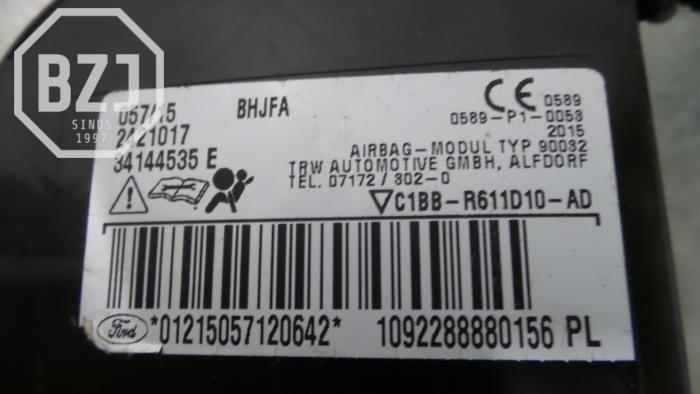 BZJ
SINDS
1997
057/15
BHJFA
2421017
34144535 E
CE 0589
0589-P1-0053
2015
AIRBAG-MODUL TYP 90032
TRW AUTOMOTIVE GMBH, ALFDORF
TEL. 07172 / 302-0
C1BB-R611D10-AD
Ford
*01215057120642*
1092288880156 PL